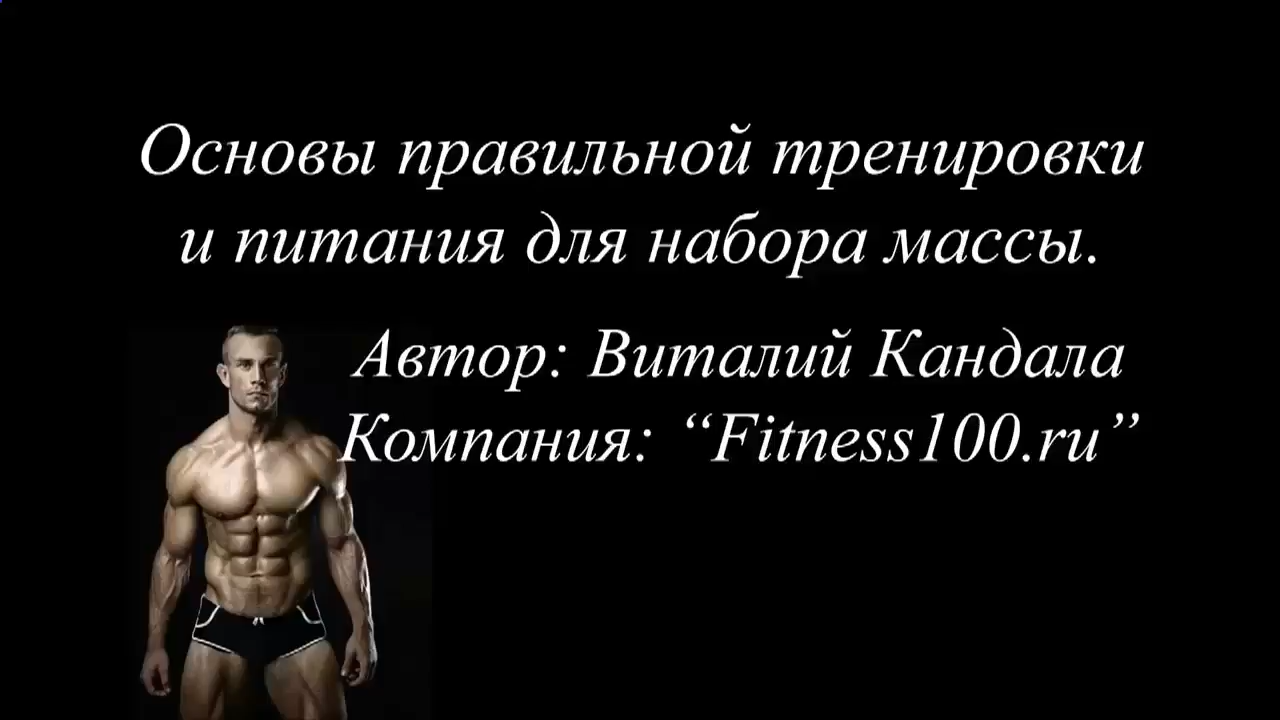 Основы правильной тренировки
и питания для набора массы.
Автор: Виталий Кандала
Компания: “Fitness100.ru”